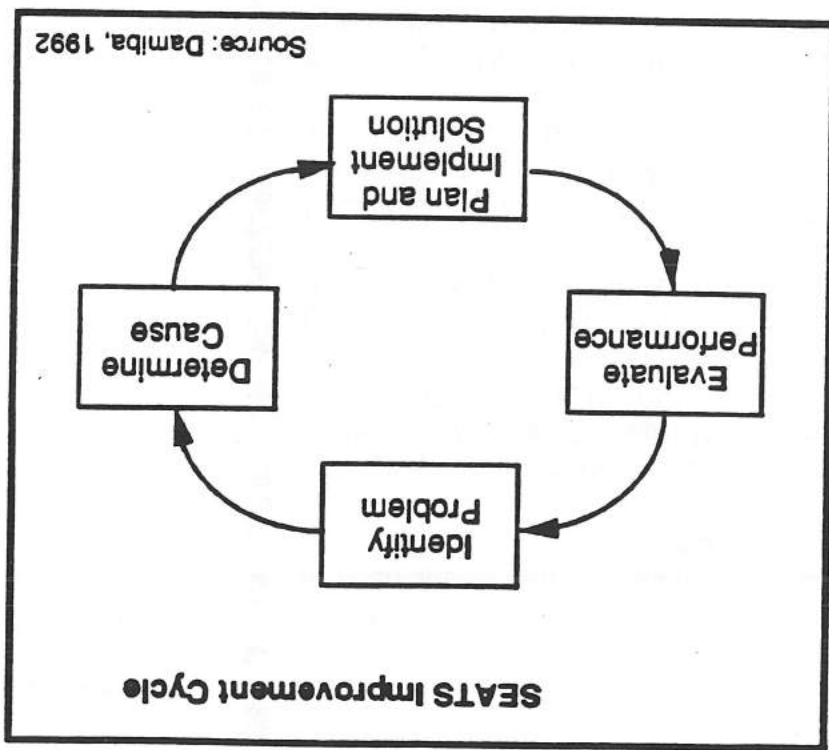 SEATS Improvement Cycle
Identify
Problem
Determine
Cause
Plan and
Implement
Solution
Evaluate
Performance
Source: Damiba, 1992